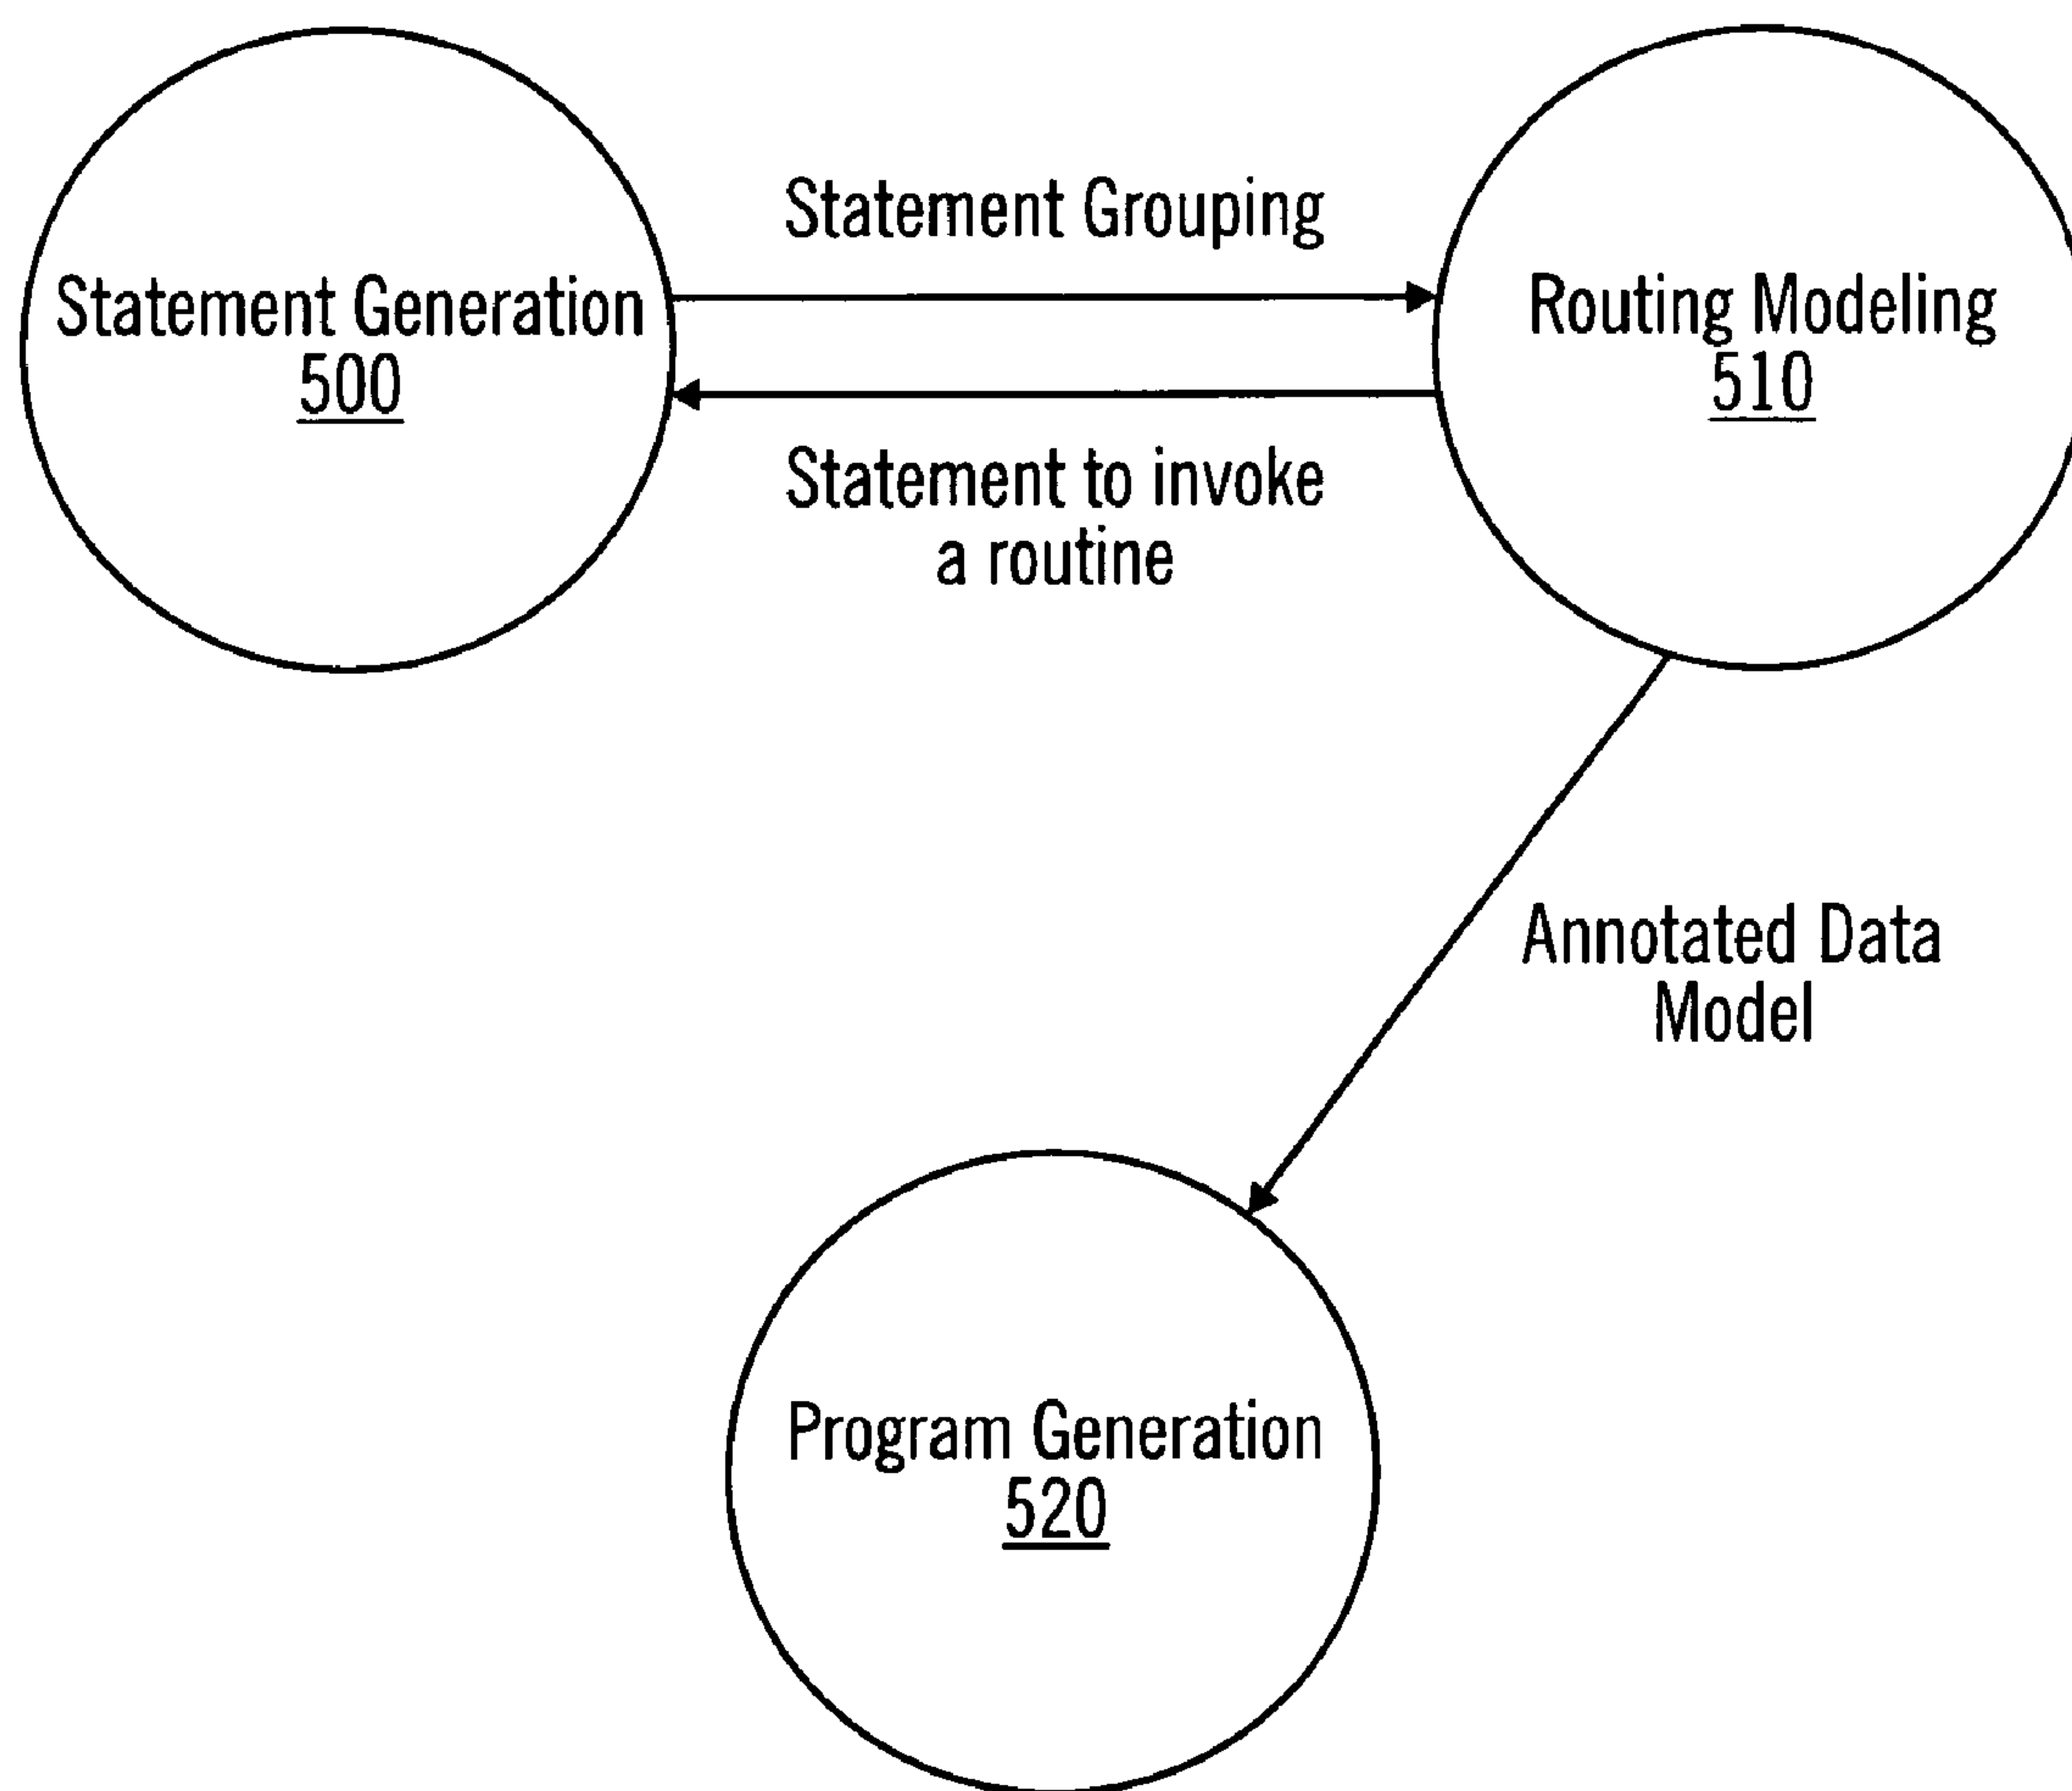 Statement Grouping
Statement Generation
500
Routing Modeling
510
Statement to invoke
a routine
Annotated Data
Model
Program Generation
520